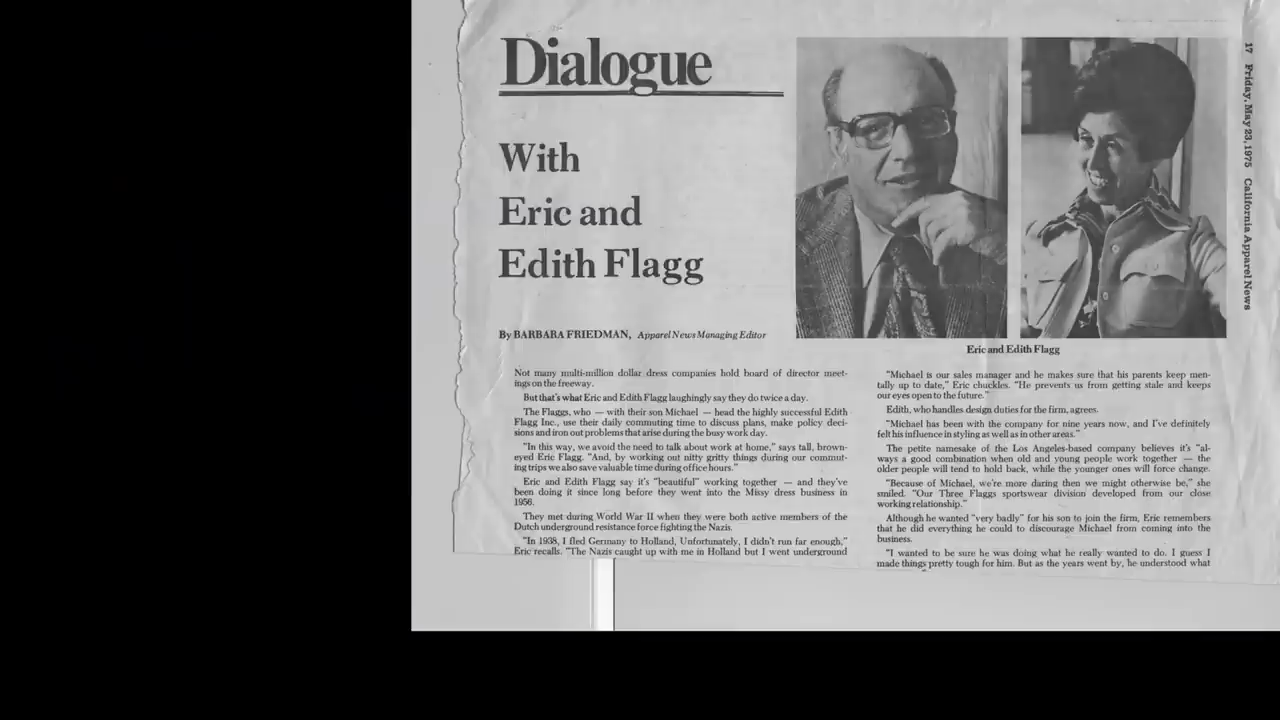 Dialogue
With
Eric and
Edith Flagg
By BARBARA FRIEDMAN, Apparel News Managing Editor
Eric and Edith Flagg
17 Friday, May 23, 1975 California Apparel News
Not many multi-million dollar dress companies hold board of director meet-
ings on the freeway.
But that's what Eric and Edith Flagg laughingly say they do twice a day.
The Flaggs, who — with their son Michael — head the highly successful Edith
Flagg Inc., use their daily commuting time to discuss plans, make policy deci-
sions and iron out problems that arise during the busy work day.
"In this way, we avoid the need to talk about work at home," says tall, brown-
eyed Eric Flagg. "And, by working out nitty gritty things during our commut-
ing trips we also save valuable time during office hours."
Eric and Edith Flagg say it's "beautiful" working together — and they've
been doing it since long before they went into the Missy dress business in
1956.
They met during World War II when they were both active members of the
Dutch underground resistance force fighting the Nazis.
"In 1938, I fled Germany to Holland, Unfortunately, I didn't run far enough,"
Eric recalls. "The Nazis caught up with me in Holland but I went underground
"Michael is our sales manager and he makes sure that his parents keep men-
tally up to date," Eric chuckles. "He prevents us from getting stale and keeps
our eyes open to the future."
Edith, who handles design duties for the firm, agrees.
"Michael has been with the company for nine years now, and I've definitely
felt his influence in styling as well as in other areas."
The petite namesake of the Los Angeles-based company believes it's "al-
ways a good combination when old and young people work together — the
older people will tend to hold back, while the younger ones will force change.
"Because of Michael, we're more daring then we might otherwise be," she
smiled. "Our Three Flaggs sportswear division developed from our close
working relationship."
Although he wanted "very badly" for his son to join the firm, Eric remembers
that he did everything he could to discourage Michael from coming into the
business.
"I wanted to be sure he was doing what he really wanted to do. I guess I
made things pretty tough for him. But as the years went by, he understood what